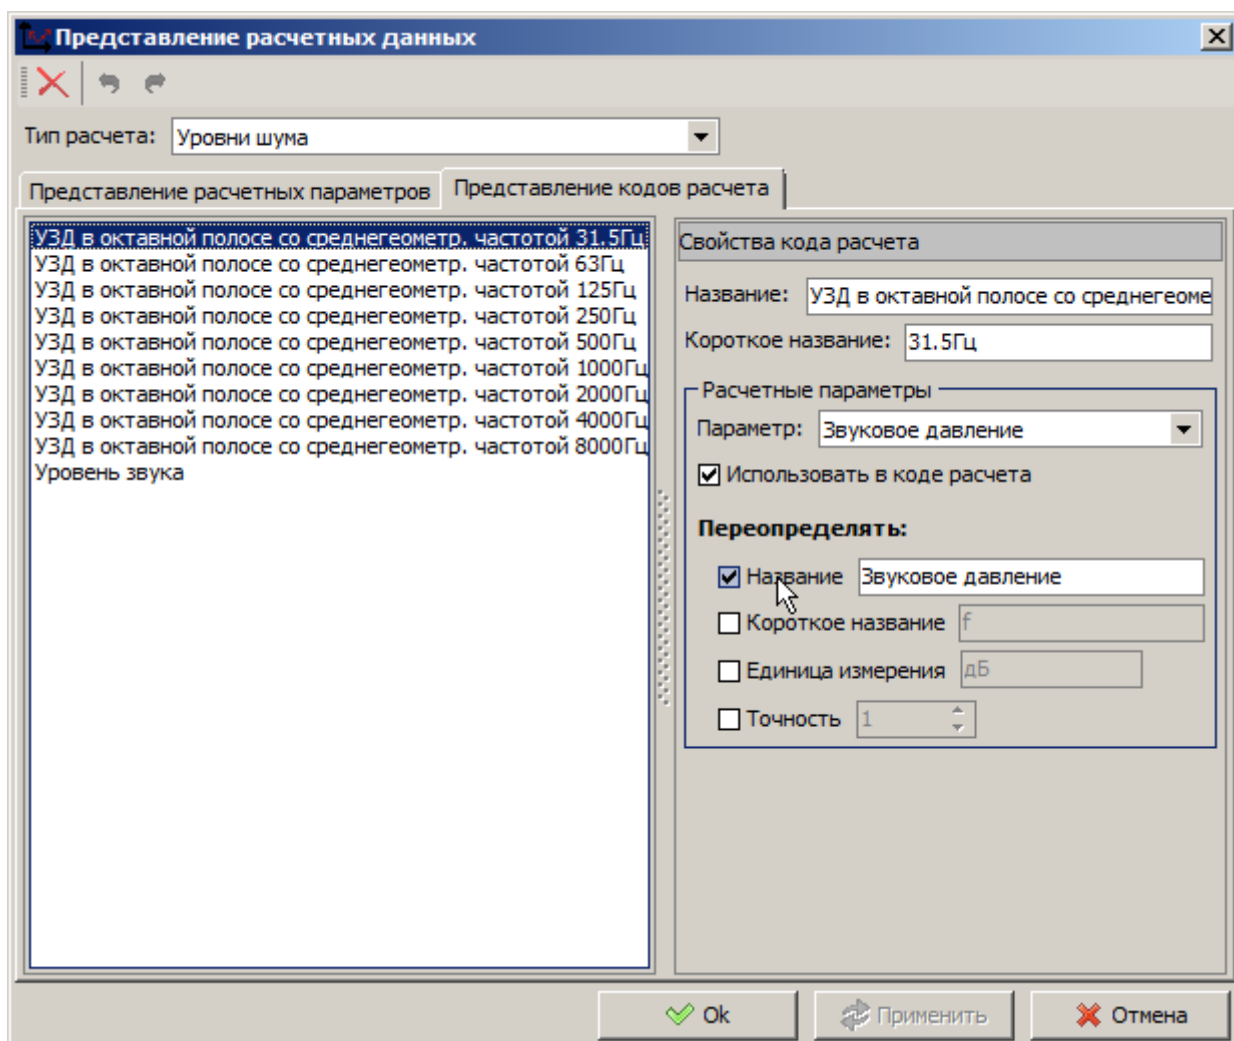 Представление расчетных данных
Тип расчета: Уровни шума
Представление расчетных параметров Представление кодов расчета
УЗД в октавной полосе со среднегеометр. частотой 31.5Гц
УЗД в октавной полосе со среднегеометр. частотой 63Гц
УЗД в октавной полосе со среднегеометр. частотой 125Гц
УЗД в октавной полосе со среднегеометр. частотой 250Гц
УЗД в октавной полосе со среднегеометр. частотой 500Гц
УЗД в октавной полосе со среднегеометр. частотой 1000Гц
УЗД в октавной полосе со среднегеометр. частотой 2000Гц
УЗД в октавной полосе со среднегеометр. частотой 4000Гц
УЗД в октавной полосе со среднегеометр. частотой 8000Гц
Уровень звука
Свойства кода расчета
Название: УЗД в октавной полосе со среднегеоме
Короткое название: 31.5Гц
Расчетные параметры
Параметр: Звуковое давление
Использовать в коде расчета
Переопределять:
Название Звуковое давление
Короткое название f
Единица измерения дБ
Точность 1
Ok Применить Отмена